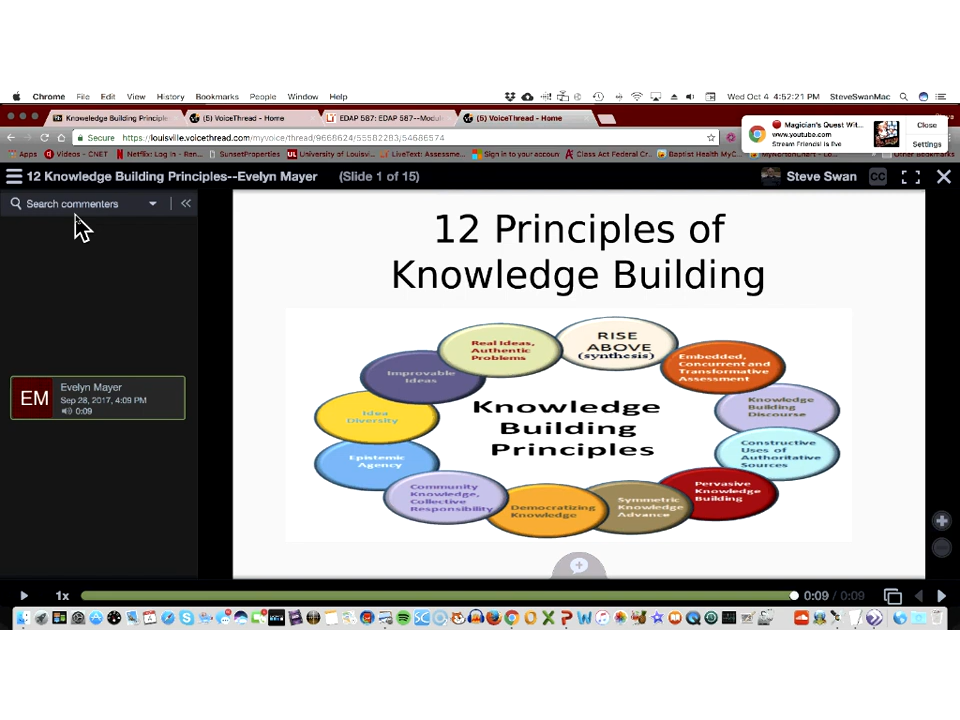 Chrome File Edit View History Bookmarks People Window Help
Wed Oct 4 4:52:21 PM SteveSwanMac
Knowledge Building Principle
(5) VoiceThread - Home
EDAP 587: EDAP 587--Modul
(5) VoiceThread - Home
Secure https://louisville.voicethread.com/myvoice/thread/9668624/55582283/54686574
Magician's Quest Wit...
www.youtube.com
Stream Friends! is live
Close
Settings
Apps Videos - CNET Netflix: Log in - Ren... SunsetProperties University of Louisvi... LiveText: Assessme... Sign in to your accoun Class Act Federal Cr... Baptist Health MyC... Other Bookmarks
12 Knowledge Building Principles--Evelyn Mayer (Slide 1 of 15)
Steve Swan CC
Search commenters
12 Principles of
Knowledge Building
RISE
ABOVE
(synthesis)
Real Ideas,
Authentic
Problems
Embedded,
Concurrent and
Transformative
Assessment
Improvable
Ideas
Knowledge
Building
Discourse
Idea
Diversity
Knowledge
Building
Principles
Constructive
Uses of
Authoritative
Sources
Epistemic
Agency
Community
Knowledge,
Collective
Responsibility
Pervasive
Knowledge
Building
Democratizing
Knowledge
Symmetric
Knowledge
Advance
EM
Evelyn Mayer
Sep 28, 2017, 4:09 PM
0:09
1x
0:09 / 0:09